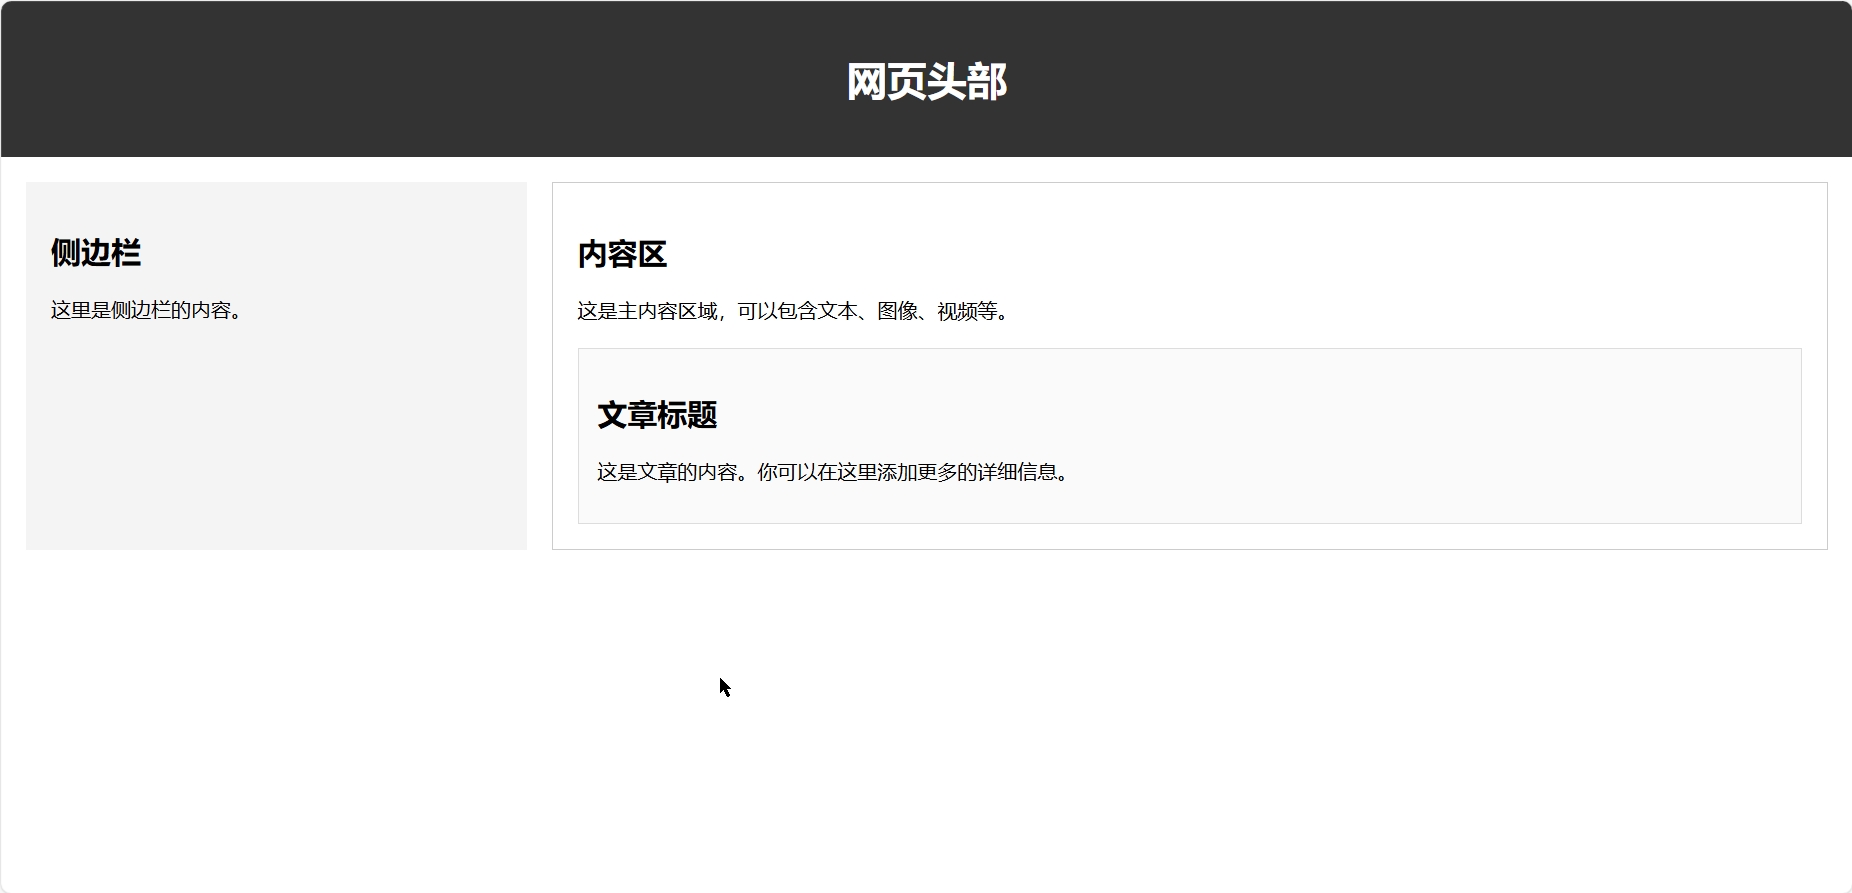 网页头部
侧边栏
这里是侧边栏的内容。
内容区
这是主内容区域，可以包含文本、图像、视频等。
文章标题
这是文章的内容。你可以在这里添加更多的详细信息。